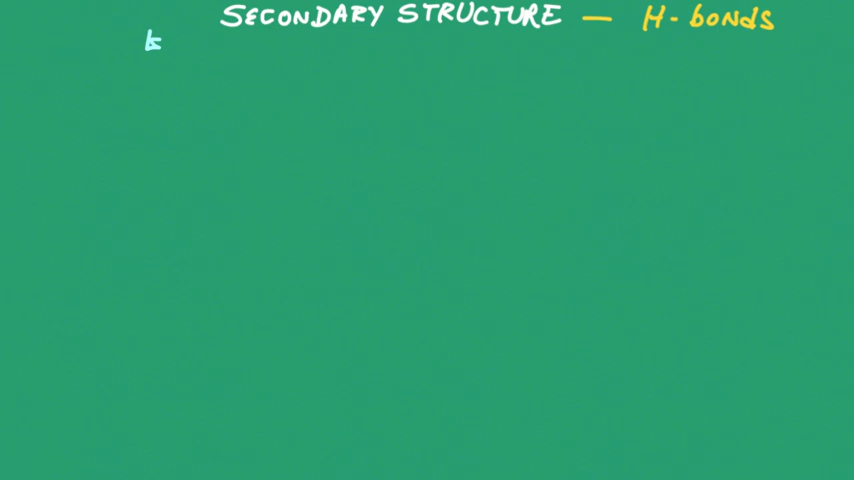 SECONDARY STRUCTURE — H-bonds